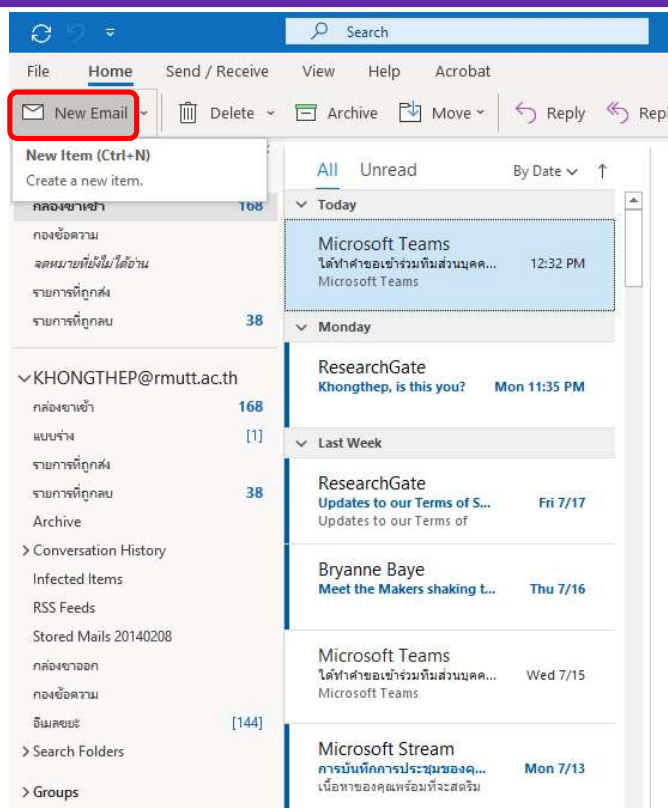 Search
File Home Send / Receive View Help Acrobat
New Email Delete Archive Move Reply Repl
New Item (Ctrl+N)
Create a new item.
All Unread By Date
กล่องขาเข้า 168
กองข้อความ
จดหมายที่ยังไม่ได้อ่าน
รายการที่ถูกส่ง
รายการที่ถูกลบ 38
KHONGTHEP@rmutt.ac.th
กล่องขาเข้า 168
แบบร่าง [1]
รายการที่ถูกส่ง
รายการที่ถูกลบ 38
Archive
Conversation History
Infected Items
RSS Feeds
Stored Mails 20140208
กล่องขาออก
กองข้อความ
อีเมลขยะ [144]
Search Folders
Groups
Today
Microsoft Teams
ได้ทำคำขอเข้าร่วมทีมส่วนบุคค... 12:32 PM
Microsoft Teams
Monday
ResearchGate
Khongthep, is this you? Mon 11:35 PM
Last Week
ResearchGate
Updates to our Terms of S... Fri 7/17
Updates to our Terms of
Bryanne Baye
Meet the Makers shaking t... Thu 7/16
Microsoft Teams
ได้ทำคำขอเข้าร่วมทีมส่วนบุคค... Wed 7/15
Microsoft Teams
Microsoft Stream
การบันทึกการประชุมของคุ... Mon 7/13
เนื้อหาของคุณพร้อมที่จะสตรีม